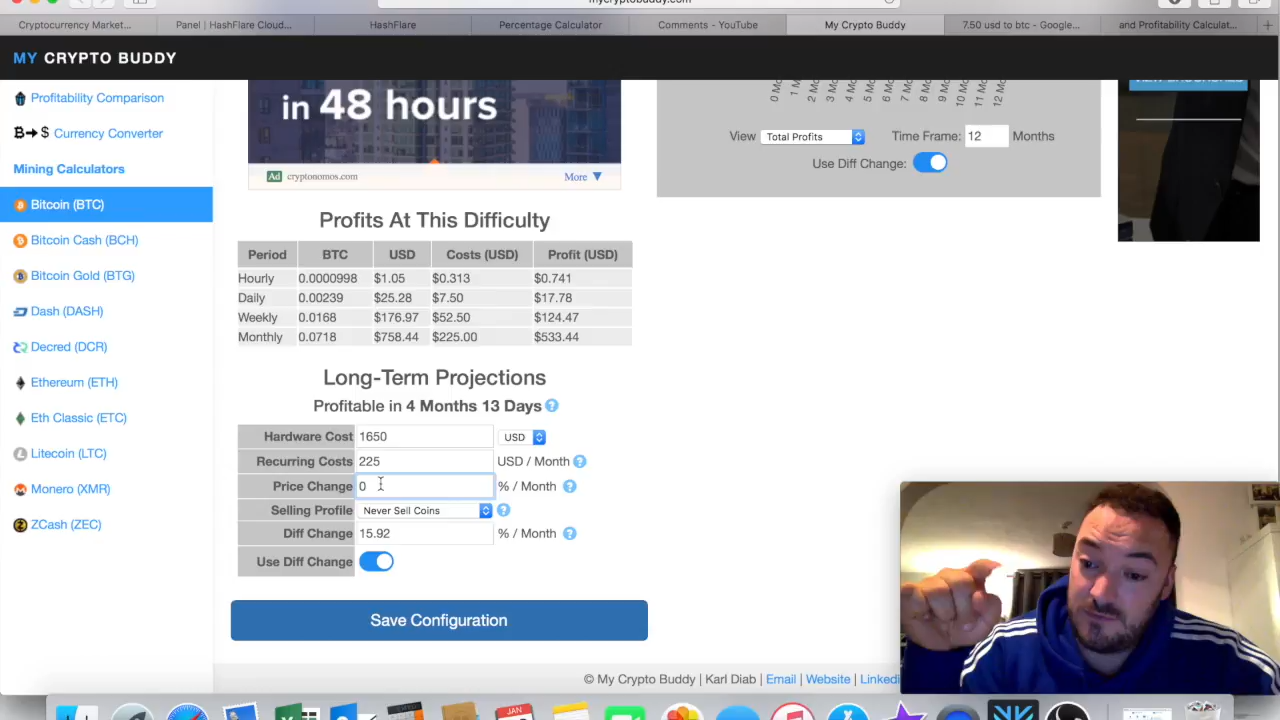 mycryptobuddy.com
Cryptocurrency Market...
Panel | HashFlare Cloud...
HashFlare
Percentage Calculator
Comments - YouTube
My Crypto Buddy
7.50 usd to btc - Google...
and Profitability Calculat...
MY CRYPTO BUDDY
Profitability Comparison
B→ $ Currency Converter
Mining Calculators
Bitcoin (BTC)
Bitcoin Cash (BCH)
Bitcoin Gold (BTG)
Dash (DASH)
Decred (DCR)
Ethereum (ETH)
Eth Classic (ETC)
Litecoin (LTC)
Monero (XMR)
ZCash (ZEC)
in 48 hours
Ad cryptonomos.com More
Profits At This Difficulty
Period BTC USD Costs (USD) Profit (USD)
Hourly 0.0000998 $1.05 $0.313 $0.741
Daily 0.00239 $25.28 $7.50 $17.78
Weekly 0.0168 $176.97 $52.50 $124.47
Monthly 0.0718 $758.44 $225.00 $533.44
Long-Term Projections
Profitable in 4 Months 13 Days ?
Hardware Cost 1650 USD
Recurring Costs 225 USD / Month ?
Price Change 0 % / Month ?
Selling Profile Never Sell Coins ?
Diff Change 15.92 % / Month ?
Use Diff Change
Save Configuration
View Total Profits Time Frame: 12 Months
Use Diff Change:
© My Crypto Buddy | Karl Diab | Email | Website | Linkedi
JAN